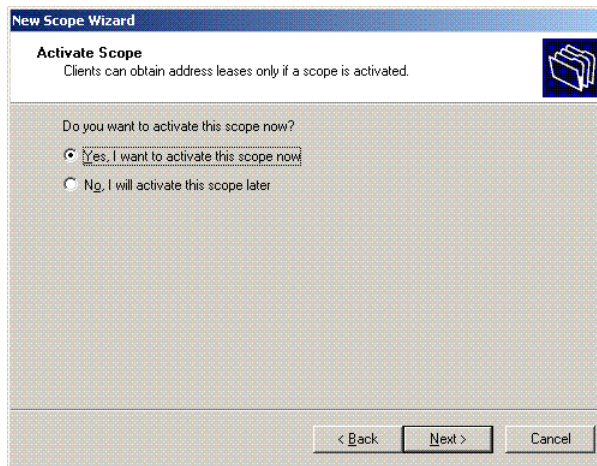 New Scope Wizard
Activate Scope
Clients can obtain address leases only if a scope is activated.
Do you want to activate this scope now?
Yes, I want to activate this scope now
No, I will activate this scope later
< Back Next > Cancel